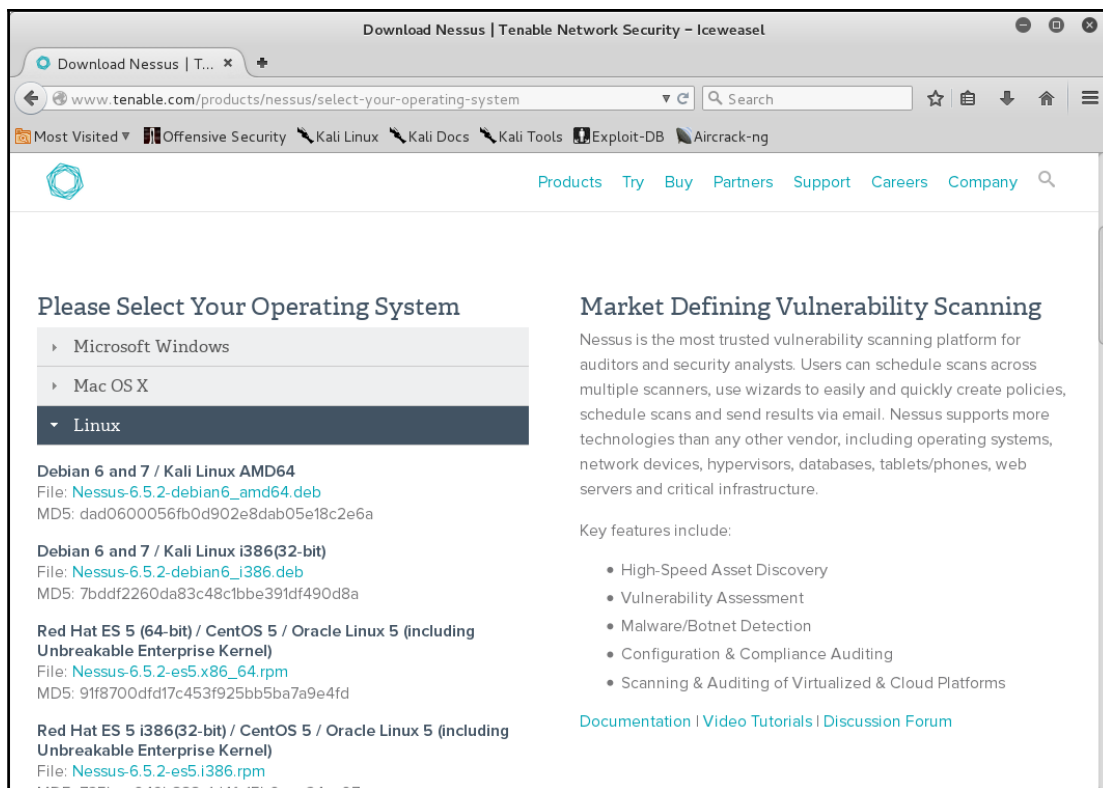 Download Nessus | Tenable Network Security – Iceweasel
Download Nessus | T...
www.tenable.com/products/nessus/select-your-operating-system
Search
Most Visited
Offensive Security
Kali Linux
Kali Docs
Kali Tools
Exploit-DB
Aircrack-ng
Products Try Buy Partners Support Careers Company
Please Select Your Operating System
Microsoft Windows
Mac OS X
Linux
Debian 6 and 7 / Kali Linux AMD64
File: Nessus-6.5.2-debian6_amd64.deb
MD5: dad0600056fb0d902e8dab05e18c2e6a
Debian 6 and 7 / Kali Linux i386(32-bit)
File: Nessus-6.5.2-debian6_i386.deb
MD5: 7bddf2260da83c48c1bbe391df490d8a
Red Hat ES 5 (64-bit) / CentOS 5 / Oracle Linux 5 (including
Unbreakable Enterprise Kernel)
File: Nessus-6.5.2-es5.x86_64.rpm
MD5: 91f8700dfd17c453f925bb5ba7a9e4fd
Red Hat ES 5 i386(32-bit) / CentOS 5 / Oracle Linux 5 (including
Unbreakable Enterprise Kernel)
File: Nessus-6.5.2-es5.i386.rpm
Market Defining Vulnerability Scanning
Nessus is the most trusted vulnerability scanning platform for
auditors and security analysts. Users can schedule scans across
multiple scanners, use wizards to easily and quickly create policies,
schedule scans and send results via email. Nessus supports more
technologies than any other vendor, including operating systems,
network devices, hypervisors, databases, tablets/phones, web
servers and critical infrastructure.
Key features include:
• High-Speed Asset Discovery
• Vulnerability Assessment
• Malware/Botnet Detection
• Configuration & Compliance Auditing
• Scanning & Auditing of Virtualized & Cloud Platforms
Documentation | Video Tutorials | Discussion Forum